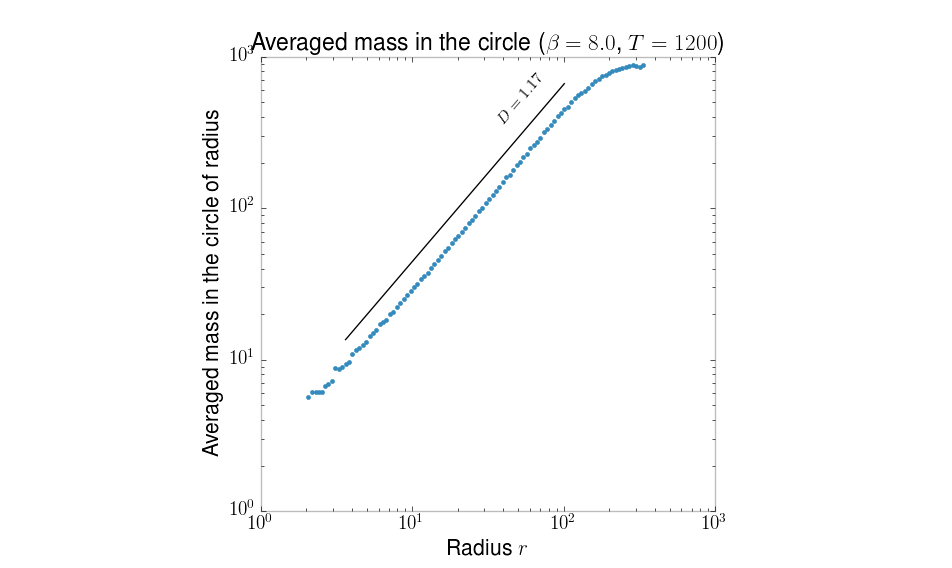 Averaged mass in the circle (β = 8.0, T = 1200)
Averaged mass in the circle of radius
10³
10²
10¹
10⁰
D = 1.17
10⁰ 10¹ 10² 10³
Radius r